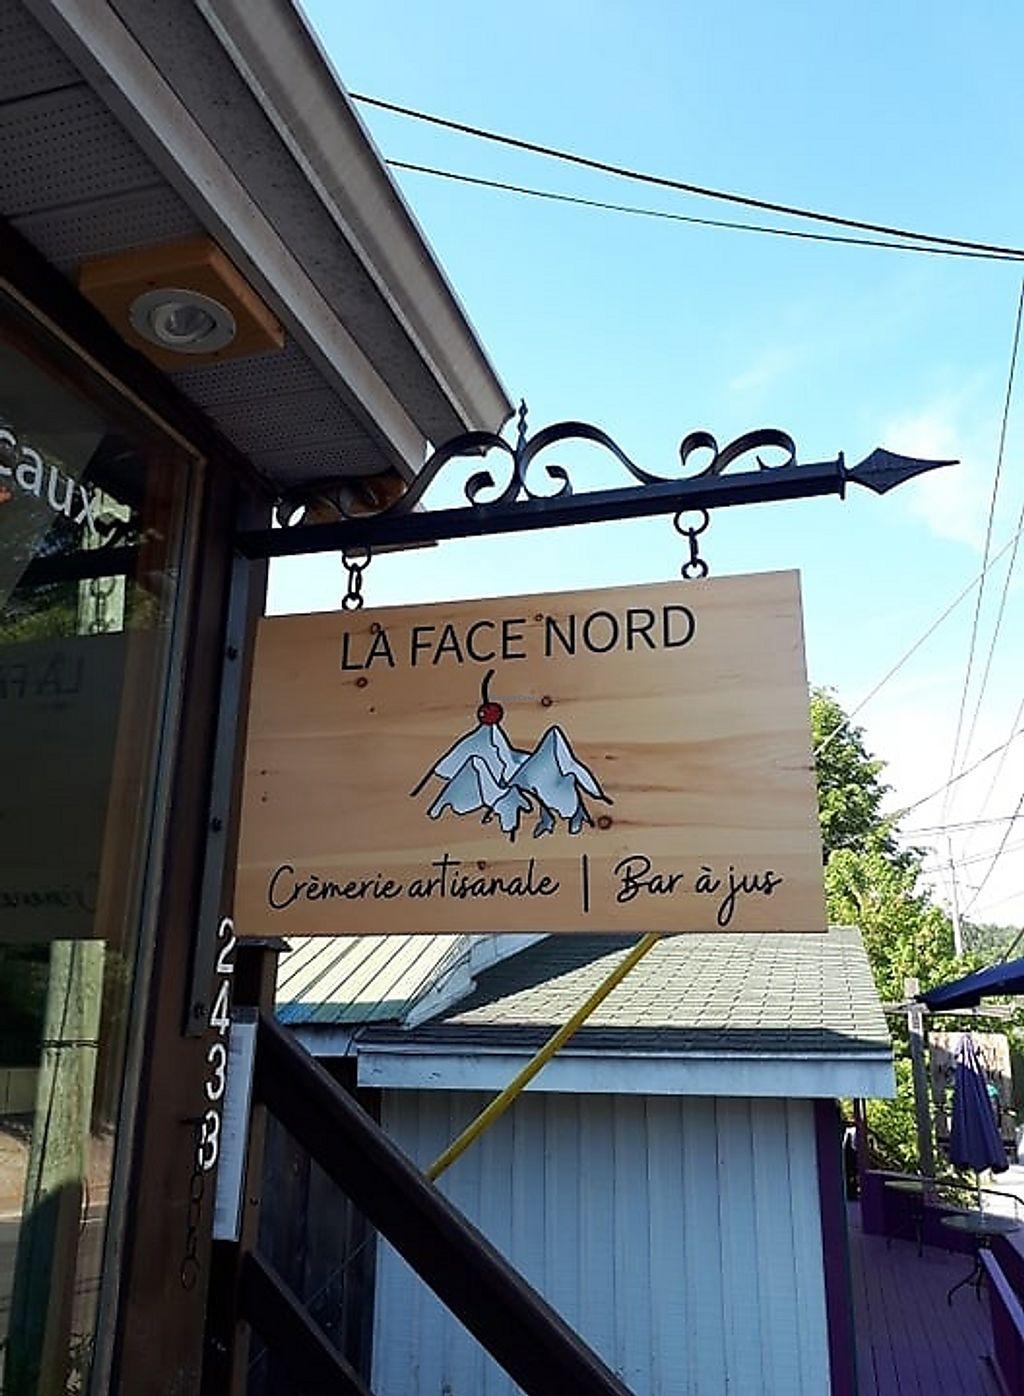 LA FACE NORD
Crèmerie artisanale | Bar à jus
2433